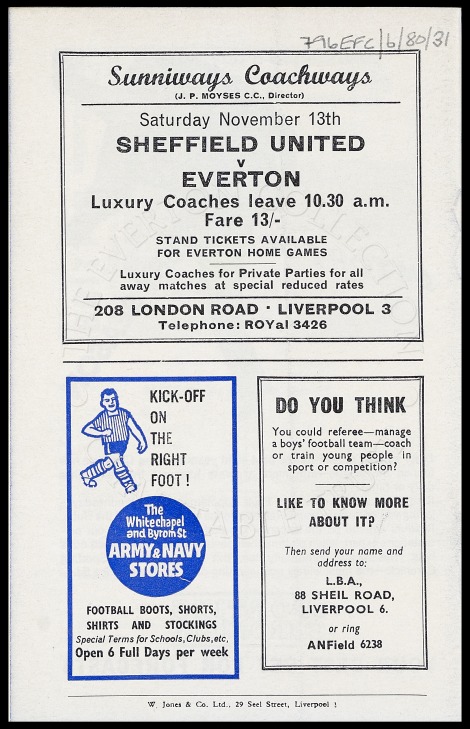 796EFC/6/80/31
Sunniways Coachways
(J. P. MOYSES C.C., Director)
Saturday November 13th
SHEFFIELD UNITED
v
EVERTON
Luxury Coaches leave 10.30 a.m.
Fare 13/-
STAND TICKETS AVAILABLE
FOR EVERTON HOME GAMES
Luxury Coaches for Private Parties for all
away matches at special reduced rates
208 LONDON ROAD · LIVERPOOL 3
Telephone: ROYal 3426
KICK-OFF
ON
THE
RIGHT
FOOT!
The
Whitechapel
and Byrom St
ARMY & NAVY
STORES
FOOTBALL BOOTS, SHORTS,
SHIRTS AND STOCKINGS
Special Terms for Schools, Clubs, etc.
Open 6 Full Days per week
DO YOU THINK
You could referee—manage
a boys' football team—coach
or train young people in
sport or competition?
LIKE TO KNOW MORE
ABOUT IT?
Then send your name and
address to:
L.B.A.,
88 SHEIL ROAD,
LIVERPOOL 6.
or ring
ANField 6238
W. Jones & Co. Ltd., 29 Seel Street, Liverpool 1